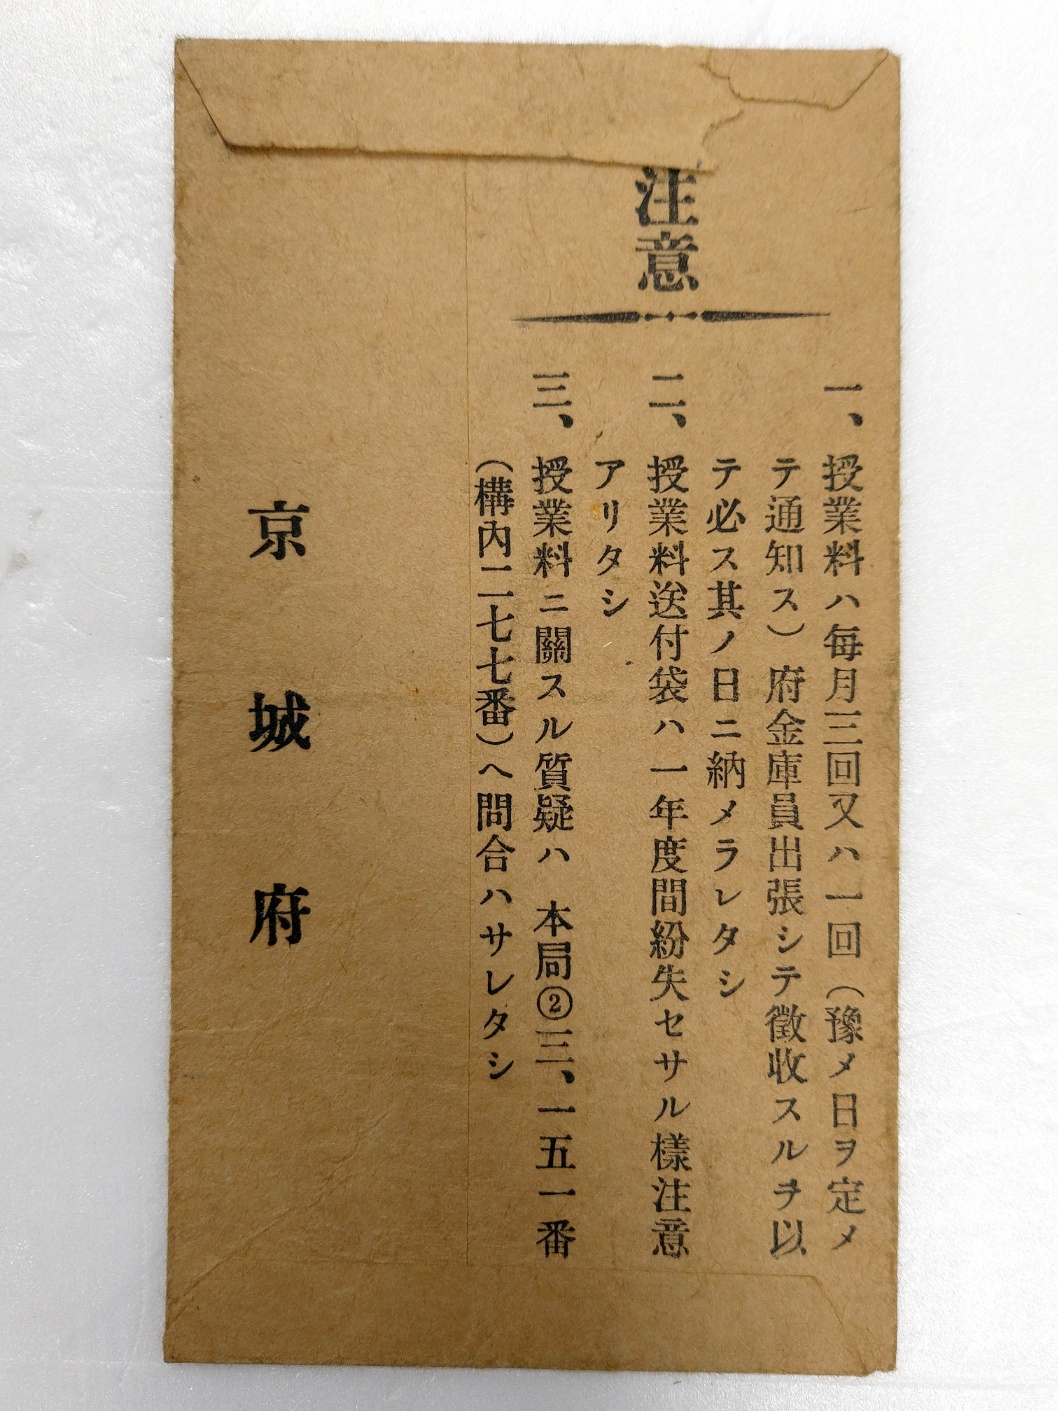 注意
一、授業料ハ毎月三回又ハ一回（豫メ日ヲ定メ
テ通知ス）府金庫員出張シテ徵收スルヲ以
テ必ス其ノ日ニ納メラレタシ
二、授業料送付袋ハ一年度間紛失セサル樣注意
アリタシ
三、授業料ニ關スル質疑ハ 本局②三、一五一番
（構內二七七番）ヘ問合ハサレタシ
京城府